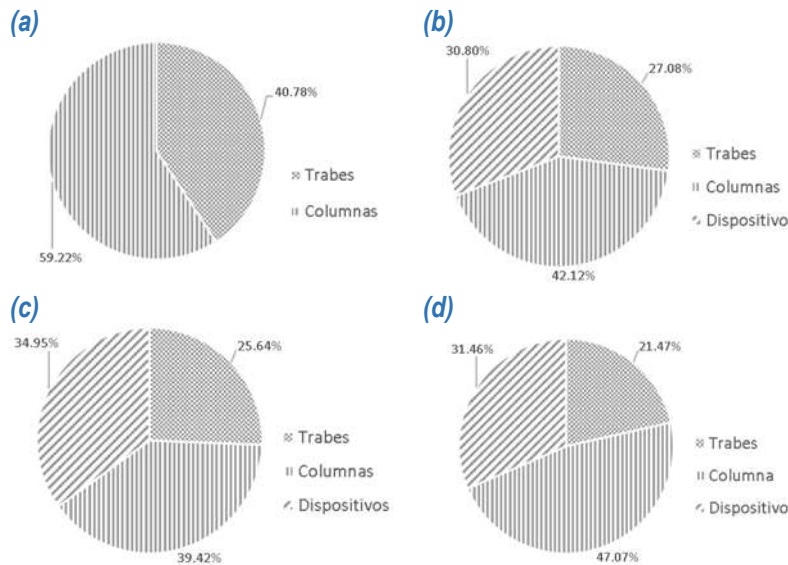 (a)
40.78%
Trabes
Columnas
59.22%
(b)
30.80%
27.08%
Trabes
Columnas
Dispositivo
42.12%
(c)
34.95%
25.64%
Trabes
Columnas
Dispositivos
39.42%
(d)
31.46%
21.47%
Trabes
Columna
Dispositivo
47.07%